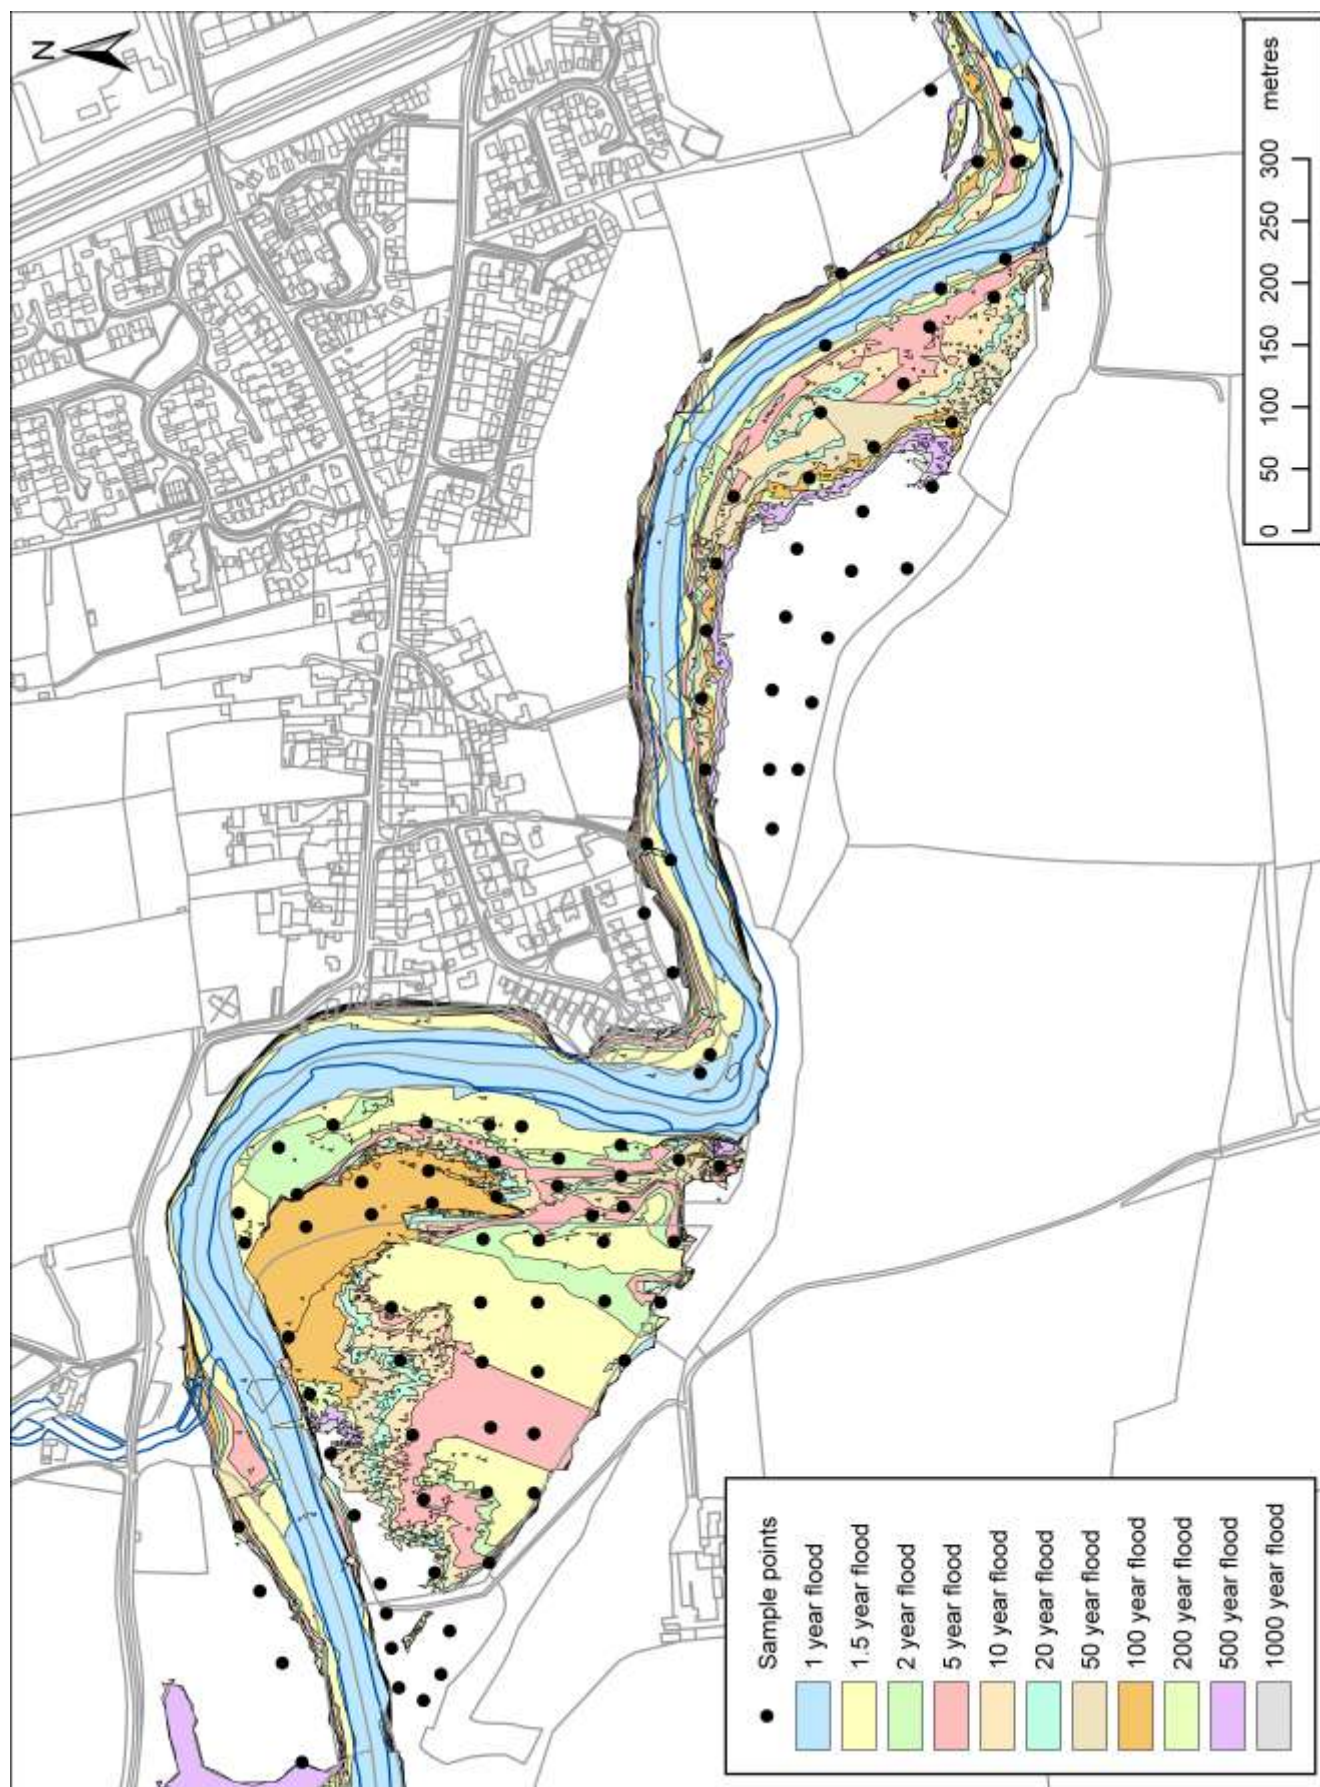 N
Sample points
1 year flood
1.5 year flood
2 year flood
5 year flood
10 year flood
20 year flood
50 year flood
100 year flood
200 year flood
500 year flood
1000 year flood
0 50 100 150 200 250 300 metres